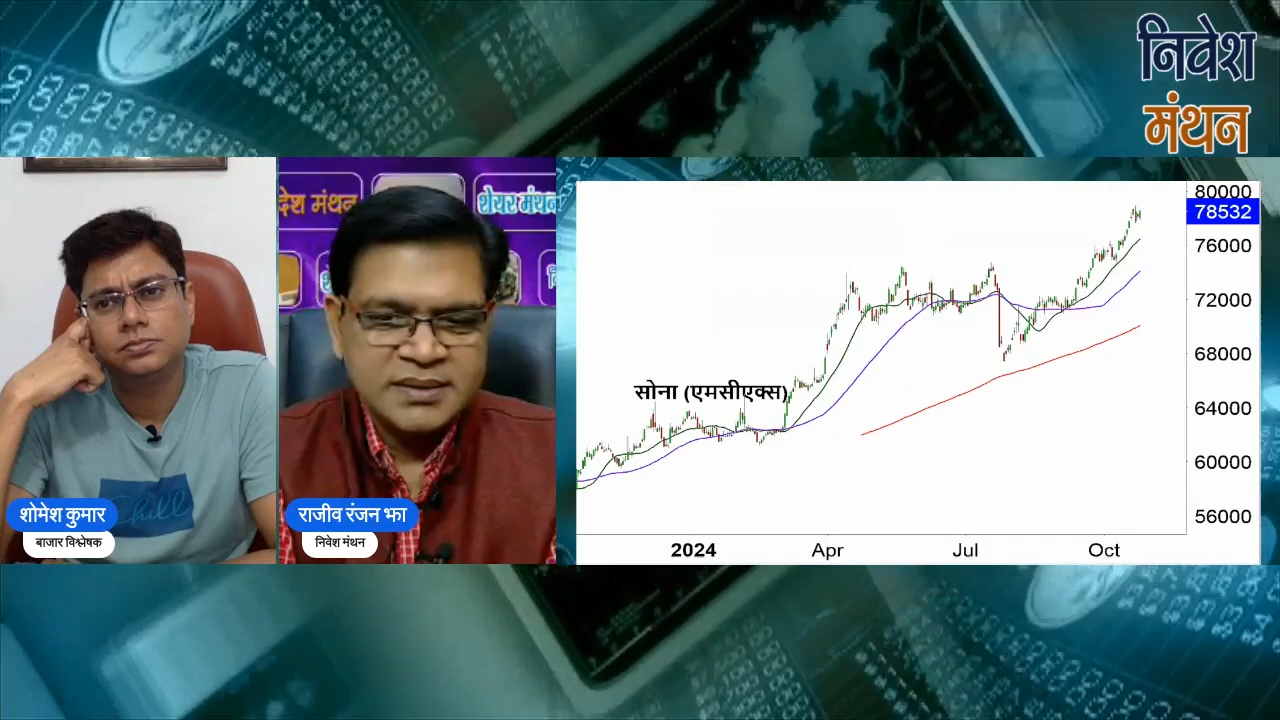 निवेश
मंथन
देश मंथन
शेयर मंथन
शोमेश कुमार
बाजार विश्लेषक
Chill
राजीव रंजन झा
निवेश मंथन
सोना (एमसीएक्स)
80000
78532
76000
72000
68000
64000
60000
56000
2024 Apr Jul Oct